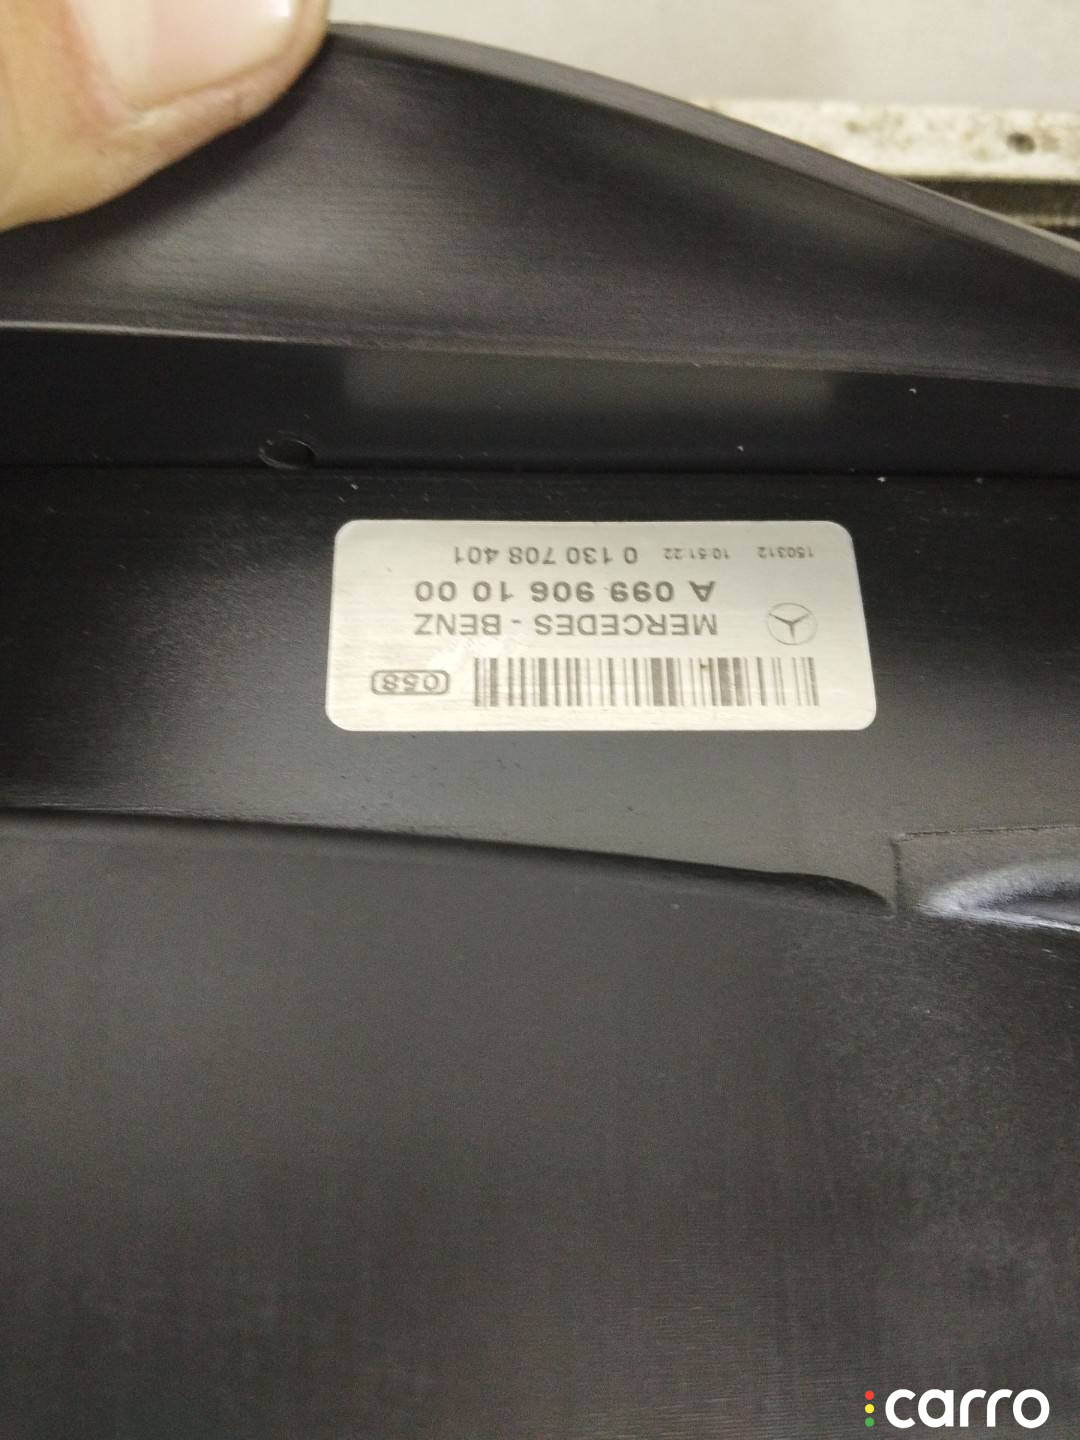 058
MERCEDES - BENZ
A 099 906 10 00
150312 10:51:22 0 130 708 401
carro